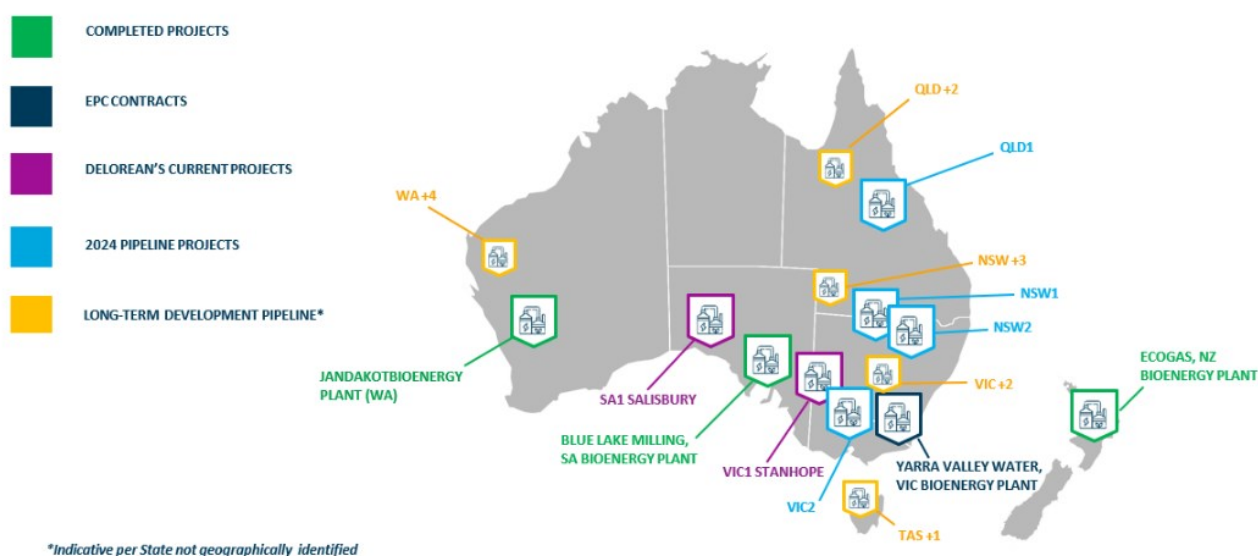 COMPLETED PROJECTS
EPC CONTRACTS
DELOREAN'S CURRENT PROJECTS
2024 PIPELINE PROJECTS
LONG-TERM DEVELOPMENT PIPELINE*
QLD +2
QLD1
WA +4
NSW +3
NSW1
NSW2
JANDAKOTBIOENERGY
PLANT (WA)
SA1 SALISBURY
BLUE LAKE MILLING,
SA BIOENERGY PLANT
VIC1 STANHOPE
VIC +2
VIC2
YARRA VALLEY WATER,
VIC BIOENERGY PLANT
ECOGAS, NZ
BIOENERGY PLANT
TAS +1
*Indicative per State not geographically identified